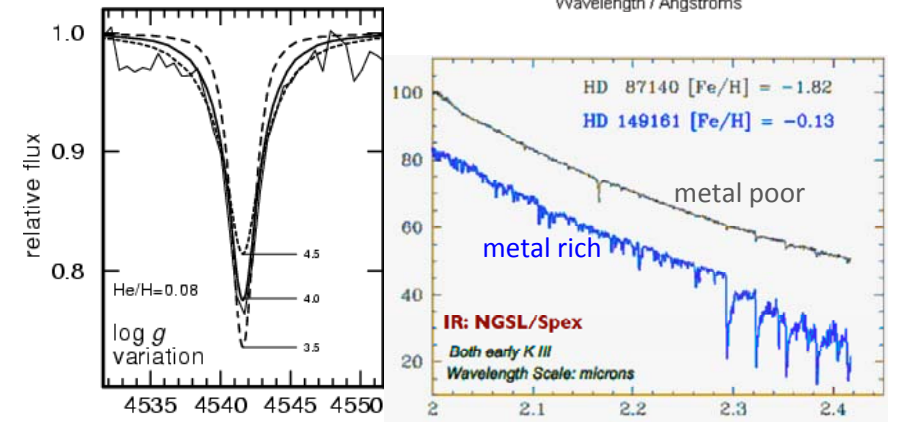 Wavelength / Angstroms
1.0
0.9
0.8
relative flux
4.5
4.0
3.5
He/H=0.08
log g
variation
4535 4540 4545 4550
100
80
60
40
20
HD 87140 [Fe/H] = −1.82
HD 149161 [Fe/H] = −0.13
metal poor
metal rich
IR: NGSL/Spex
Both early K III
Wavelength Scale: microns
2 2.1 2.2 2.3 2.4